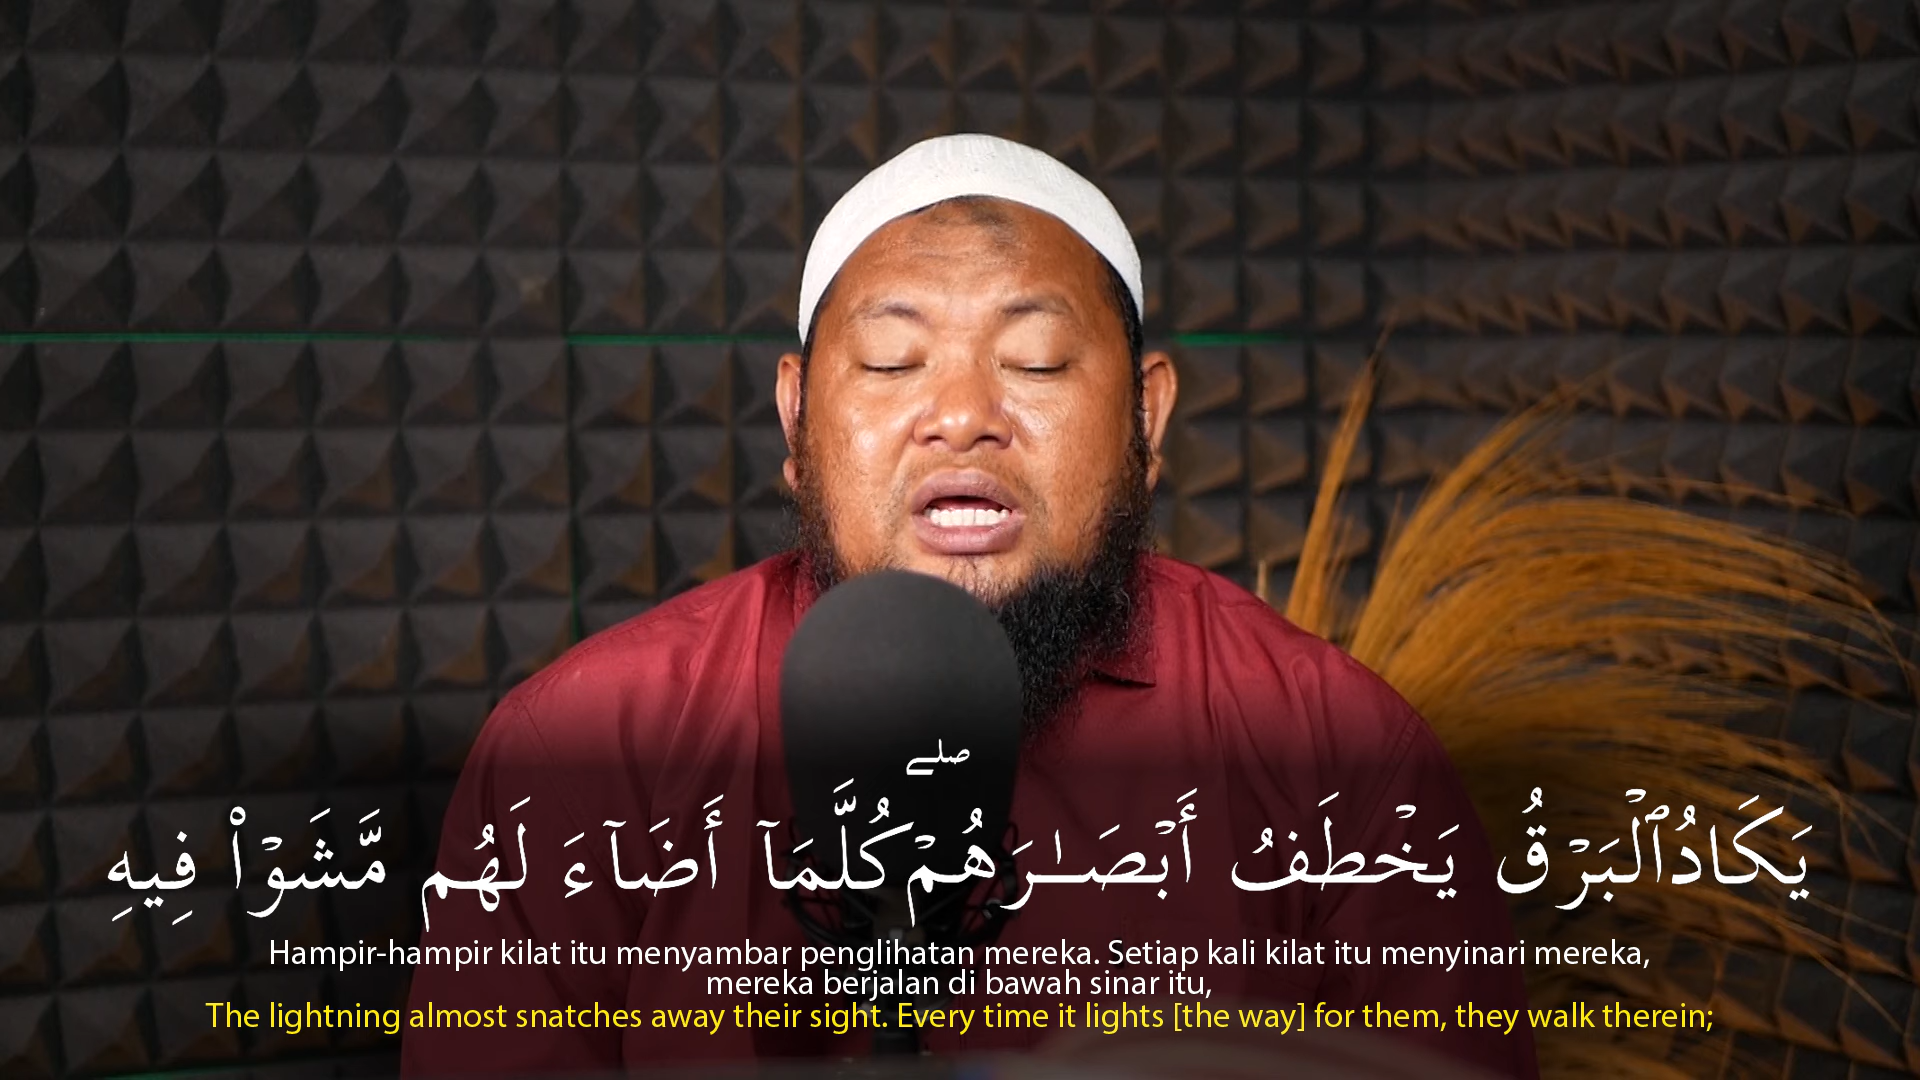 يَكَادُ ٱلْبَرْقُ يَخْطَفُ أَبْصَـٰرَهُمْ ۖ كُلَّمَآ أَضَآءَ لَهُم مَّشَوْا۟ فِيهِ
Hampir-hampir kilat itu menyambar penglihatan mereka. Setiap kali kilat itu menyinari mereka,
mereka berjalan di bawah sinar itu,
The lightning almost snatches away their sight. Every time it lights [the way] for them, they walk therein;